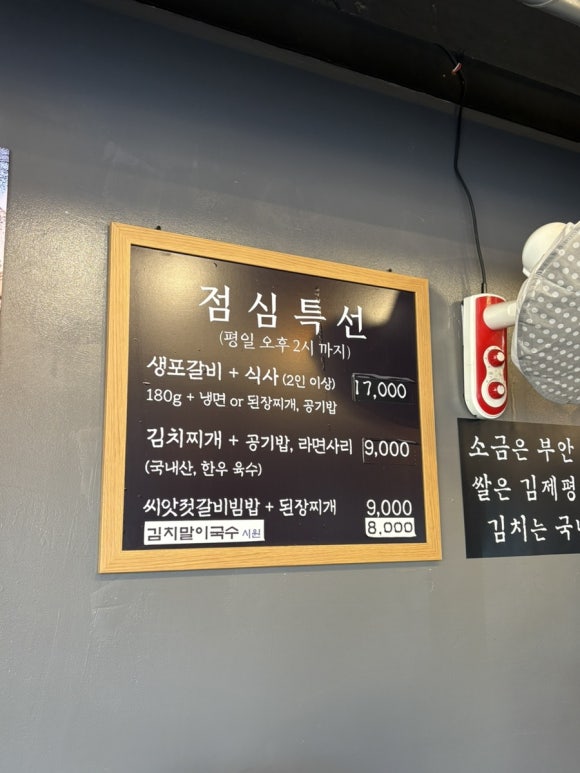 점심특선
(평일 오후 2시 까지)
생포갈비 + 식사 (2인 이상) 17,000
180g + 냉면 or 된장찌개, 공기밥
김치찌개 + 공기밥, 라면사리 9,000
(국내산, 한우 육수)
씨앗젓갈비빔밥 + 된장찌개 9,000
김치말이국수 시원 8,000
소금은 부안
쌀은 김제평
김치는 국내